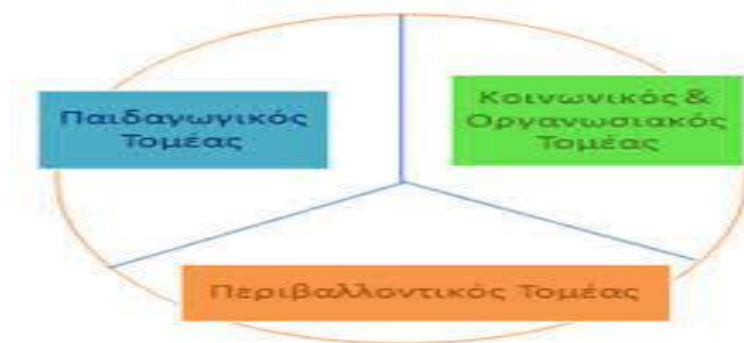 Παιδαγωγικός
Τομέας
Κοινωνικός &
Οργανωσιακός
Τομέας
Περιβαλλοντικός Τομέας